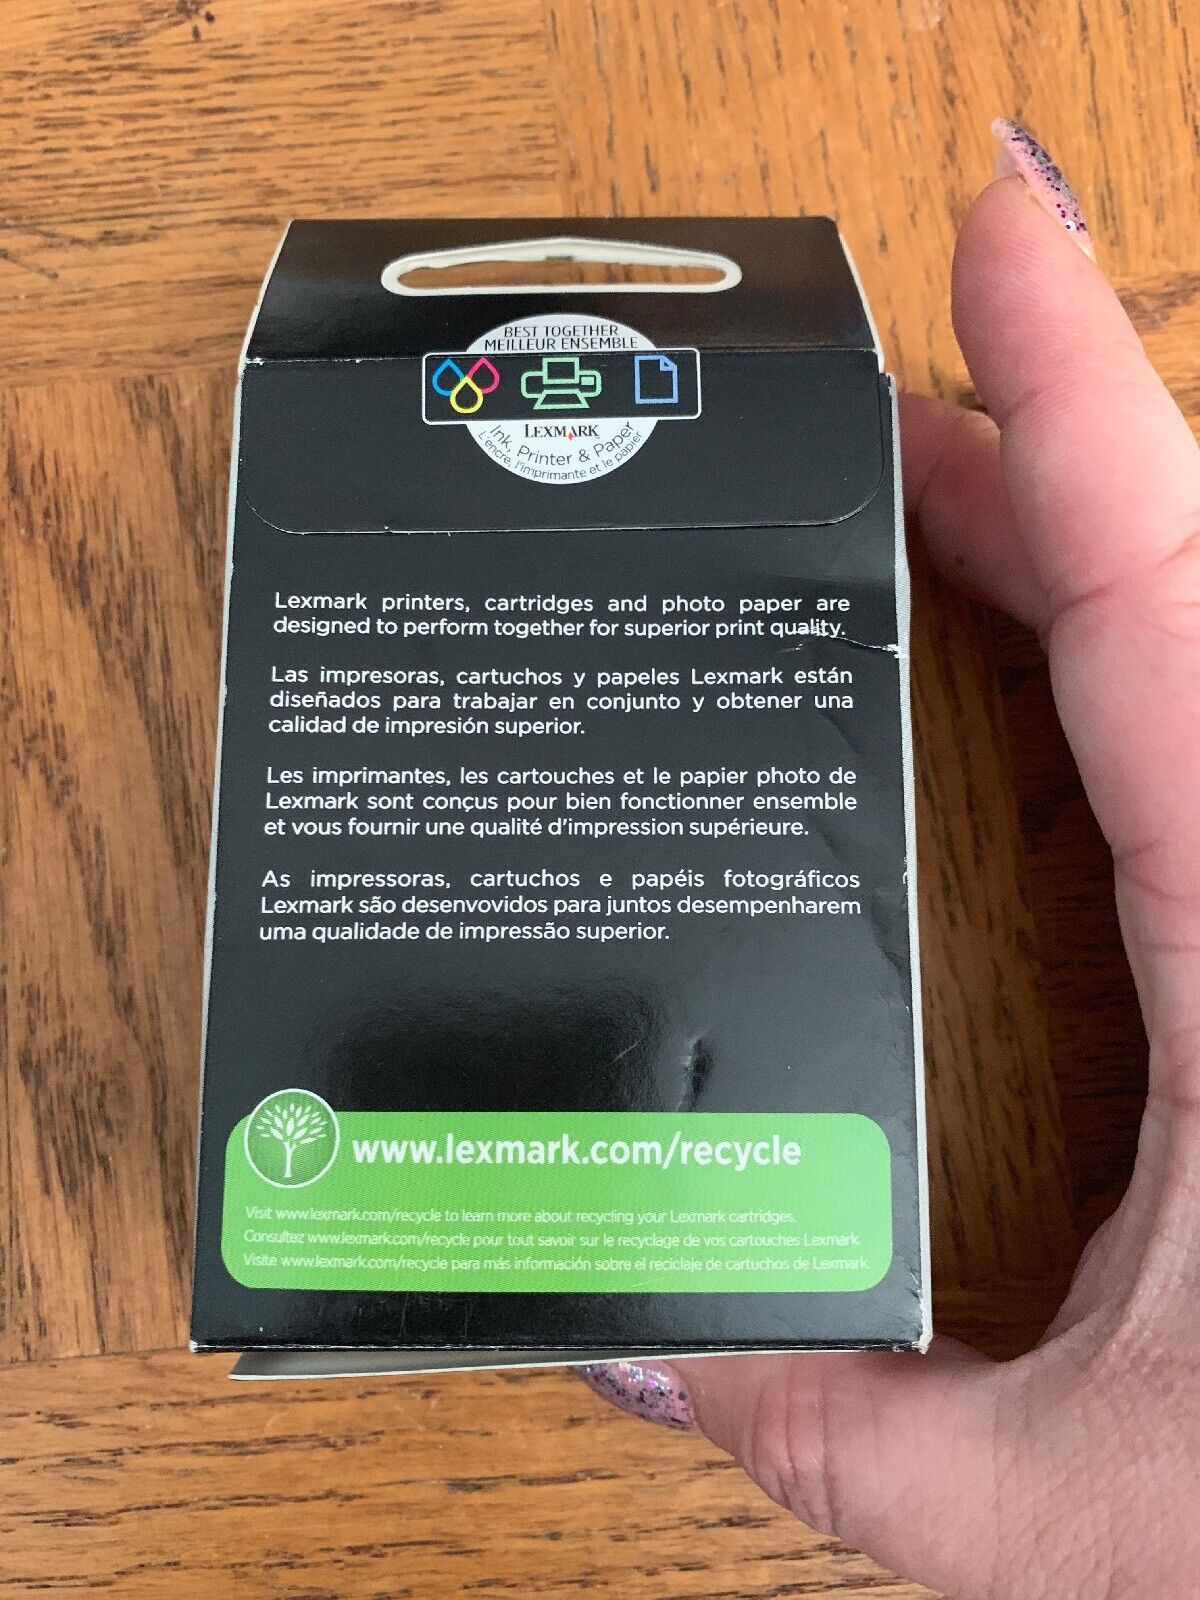 BEST TOGETHER
MEILLEUR ENSEMBLE
LEXMARK
Ink, Printer & Paper
L'encre, l'imprimante et le papier
Lexmark printers, cartridges and photo paper are
designed to perform together for superior print quality.
Las impresoras, cartuchos y papeles Lexmark están
diseñados para trabajar en conjunto y obtener una
calidad de impresión superior.
Les imprimantes, les cartouches et le papier photo de
Lexmark sont conçus pour bien fonctionner ensemble
et vous fournir une qualité d'impression supérieure.
As impressoras, cartuchos e papéis fotográficos
Lexmark são desenvovidos para juntos desempenharem
uma qualidade de impressão superior.
www.lexmark.com/recycle
Visit www.lexmark.com/recycle to learn more about recycling your Lexmark cartridges.
Consultez www.lexmark.com/recycle pour tout savoir sur le recyclage de vos cartouches Lexmark.
Visite www.lexmark.com/recycle para más información sobre el reciclaje de cartuchos de Lexmark.